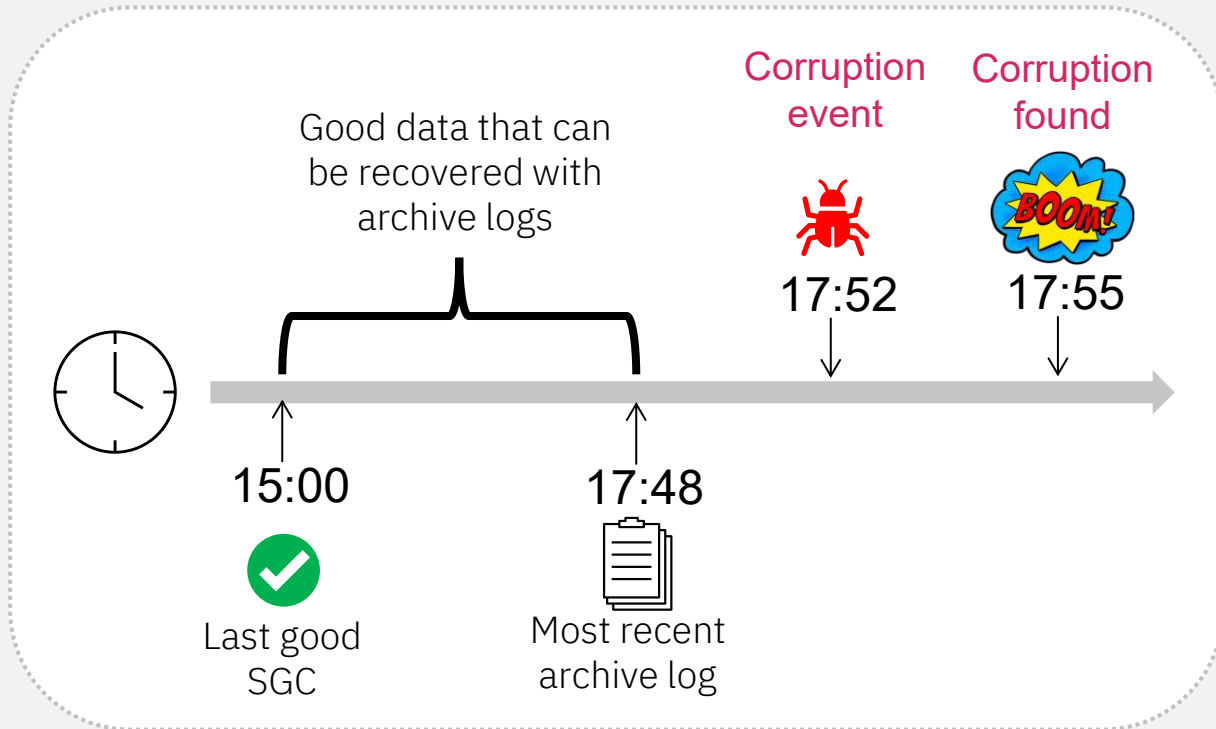 Corruption
event
Corruption
found
Good data that can
be recovered with
archive logs
BOOM!
17:52
17:55
15:00
17:48
Last good
SGC
Most recent
archive log